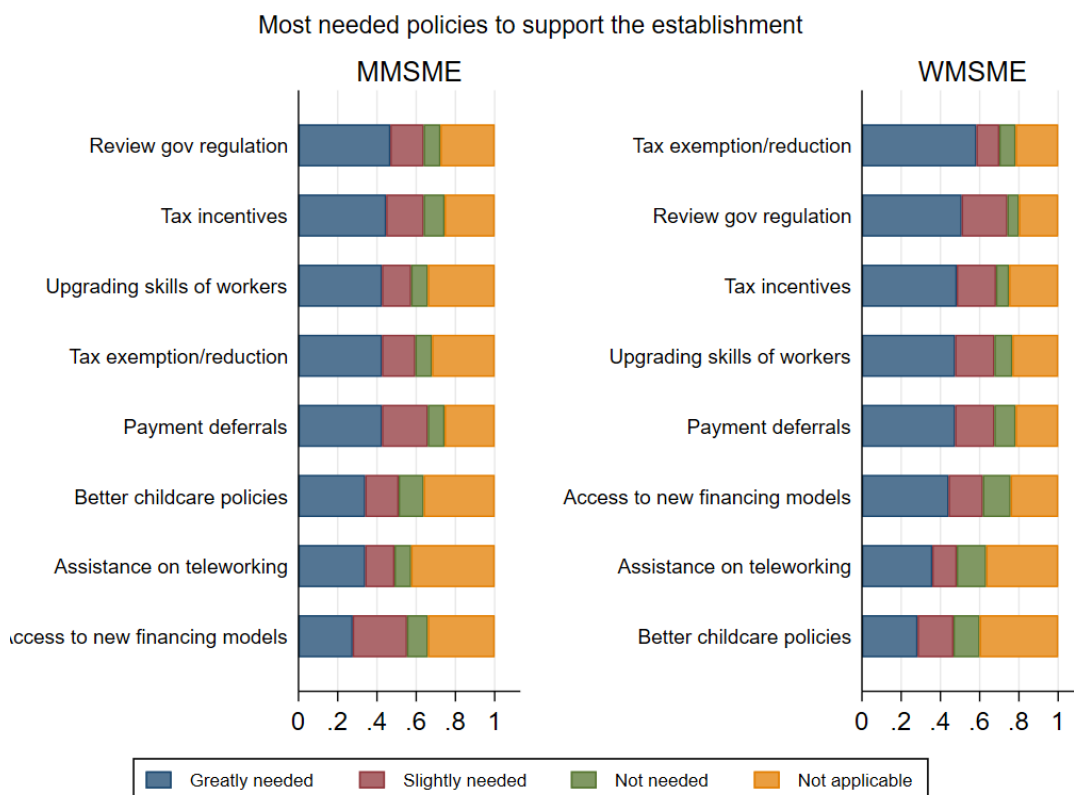 Most needed policies to support the establishment
MMSME
Review gov regulation
Tax incentives
Upgrading skills of workers
Tax exemption/reduction
Payment deferrals
Better childcare policies
Assistance on teleworking
to new financing models
0 .2 .4 .6 .8 1
WMSME
Tax exemption/reduction
Review gov regulation
Tax incentives
Upgrading skills of workers
Payment deferrals
Access to new financing models
Assistance on teleworking
Better childcare policies
0 .2 .4 .6 .8 1
Greatly needed Slightly needed Not needed Not applicable